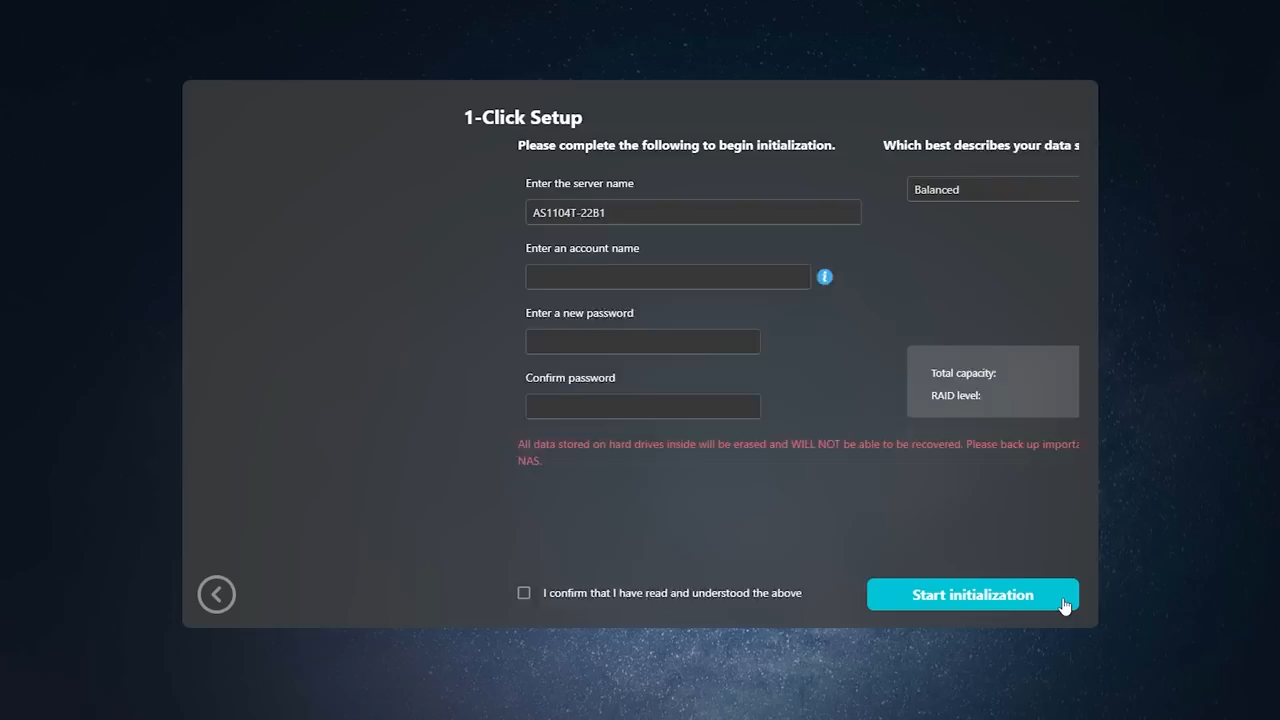 1-Click Setup
Please complete the following to begin initialization.
Which best describes your data s
Enter the server name
Balanced
AS1104T-22B1
Enter an account name
i
Enter a new password
Confirm password
Total capacity:
RAID level:
All data stored on hard drives inside will be erased and WILL NOT be able to be recovered. Please back up importa
NAS.
I confirm that I have read and understood the above
Start initialization